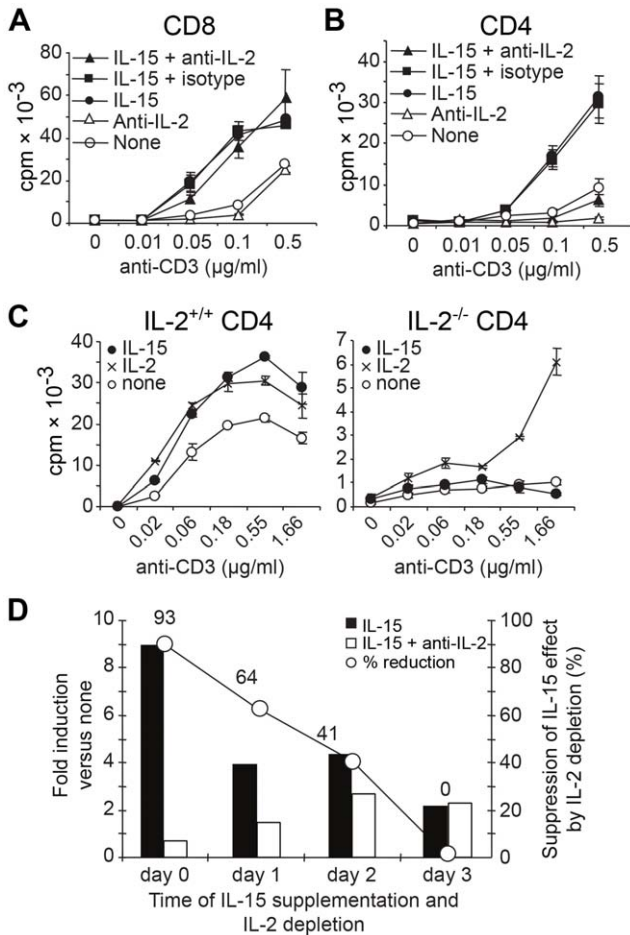 A
CD8
IL-15 + anti-IL-2
IL-15 + isotype
IL-15
Anti-IL-2
None
cpm × 10⁻³
80
60
40
20
0
0 0.01 0.05 0.1 0.5
anti-CD3 (µg/ml)
B
CD4
IL-15 + anti-IL-2
IL-15 + isotype
IL-15
Anti-IL-2
None
cpm × 10⁻³
40
30
20
10
0
0 0.01 0.05 0.1 0.5
anti-CD3 (µg/ml)
C
IL-2⁺/⁺ CD4
IL-15
IL-2
none
cpm × 10⁻³
40
30
20
10
0
0 0.02 0.06 0.18 0.55 1.66
anti-CD3 (µg/ml)
IL-2⁻/⁻ CD4
IL-15
IL-2
none
7
6
5
4
3
2
1
0
0 0.02 0.06 0.18 0.55 1.66
anti-CD3 (µg/ml)
D
IL-15
IL-15 + anti-IL-2
% reduction
Fold induction
versus none
10
8
6
4
2
0
93
64
41
0
100
80
60
40
20
0
Suppression of IL-15 effect
by IL-2 depletion (%)
day 0 day 1 day 2 day 3
Time of IL-15 supplementation and
IL-2 depletion